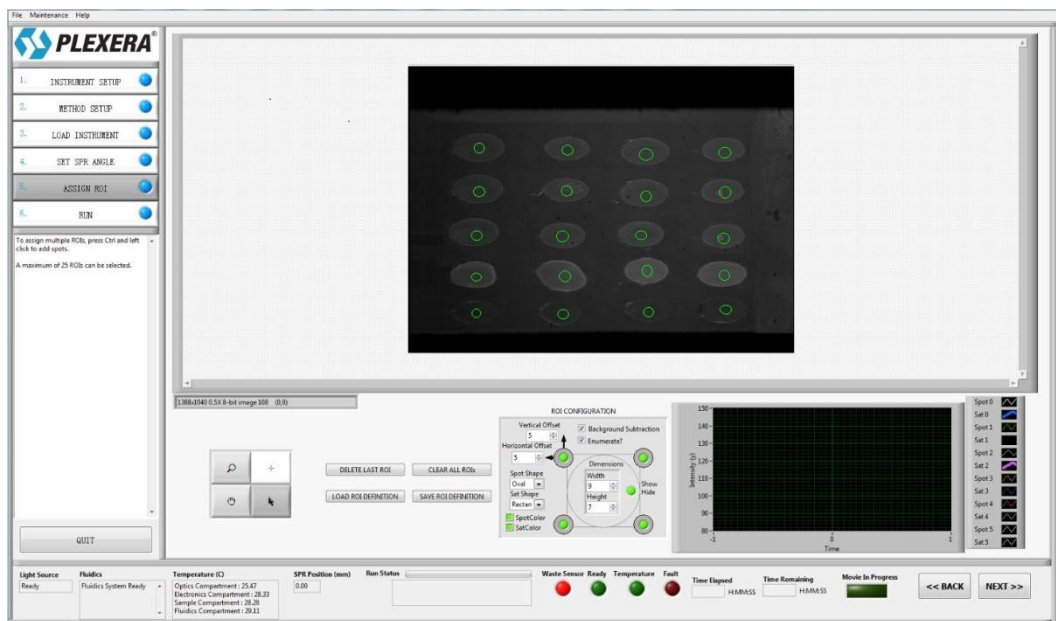 File Maintenance Help
PLEXERA®
1. INSTRUMENT SETUP
2. METHOD SETUP
3. LOAD INSTRUMENT
4. SET SPR ANGLE
5. ASSIGN ROI
6. RUN
To assign multiple ROIs, press Ctrl and left
click to add spots.
A maximum of 25 ROIs can be selected.
QUIT
1388x1040 0.5X 8-bit image 108 (0,0)
DELETE LAST ROI
CLEAR ALL ROIs
LOAD ROI DEFINITION
SAVE ROI DEFINITION
ROI CONFIGURATION
Vertical Offset
5
Background Subtraction
Enumerate?
Horizontal Offset
5
Spot Shape
Oval
Sat Shape
Rectan
SpotColor
SatColor
Dimensions
Width
9
Height
7
Show
Hide
150
140
130
120
110
100
90
80
Intensity (y)
-1
0
1
Time
Spot 0
Sat 0
Spot 1
Sat 1
Spot 2
Sat 2
Spot 3
Sat 3
Spot 4
Sat 4
Spot 5
Sat 5
Light Source
Ready
Fluidics
Fluidics System Ready
Temperature (C)
Optics Compartment : 25.47
Electronics Compartment : 28.33
Sample Compartment : 28.28
Fluidics Compartment : 29.11
SPR Position (mm)
0.00
Run Status
Waste Sensor
Ready
Temperature
Fault
Time Elapsed
H:MM:SS
Time Remaining
H:MM:SS
Movie In Progress
<< BACK
NEXT >>